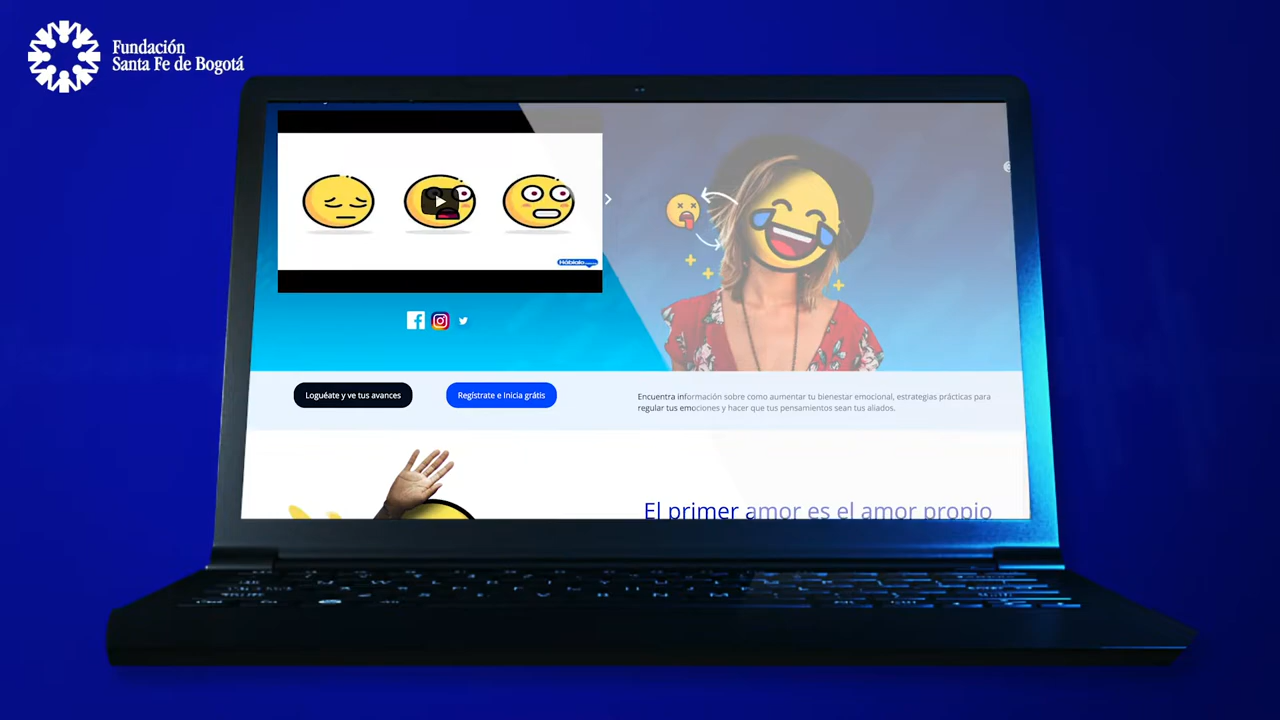 Fundación
Santa Fe de Bogotá
Háblalo
Loguéate y ve tus avances
Regístrate e inicia grátis
Encuentra información sobre como aumentar tu bienestar emocional, estrategias prácticas para
regular tus emociones y hacer que tus pensamientos sean tus aliados.
El primer amor es el amor propio